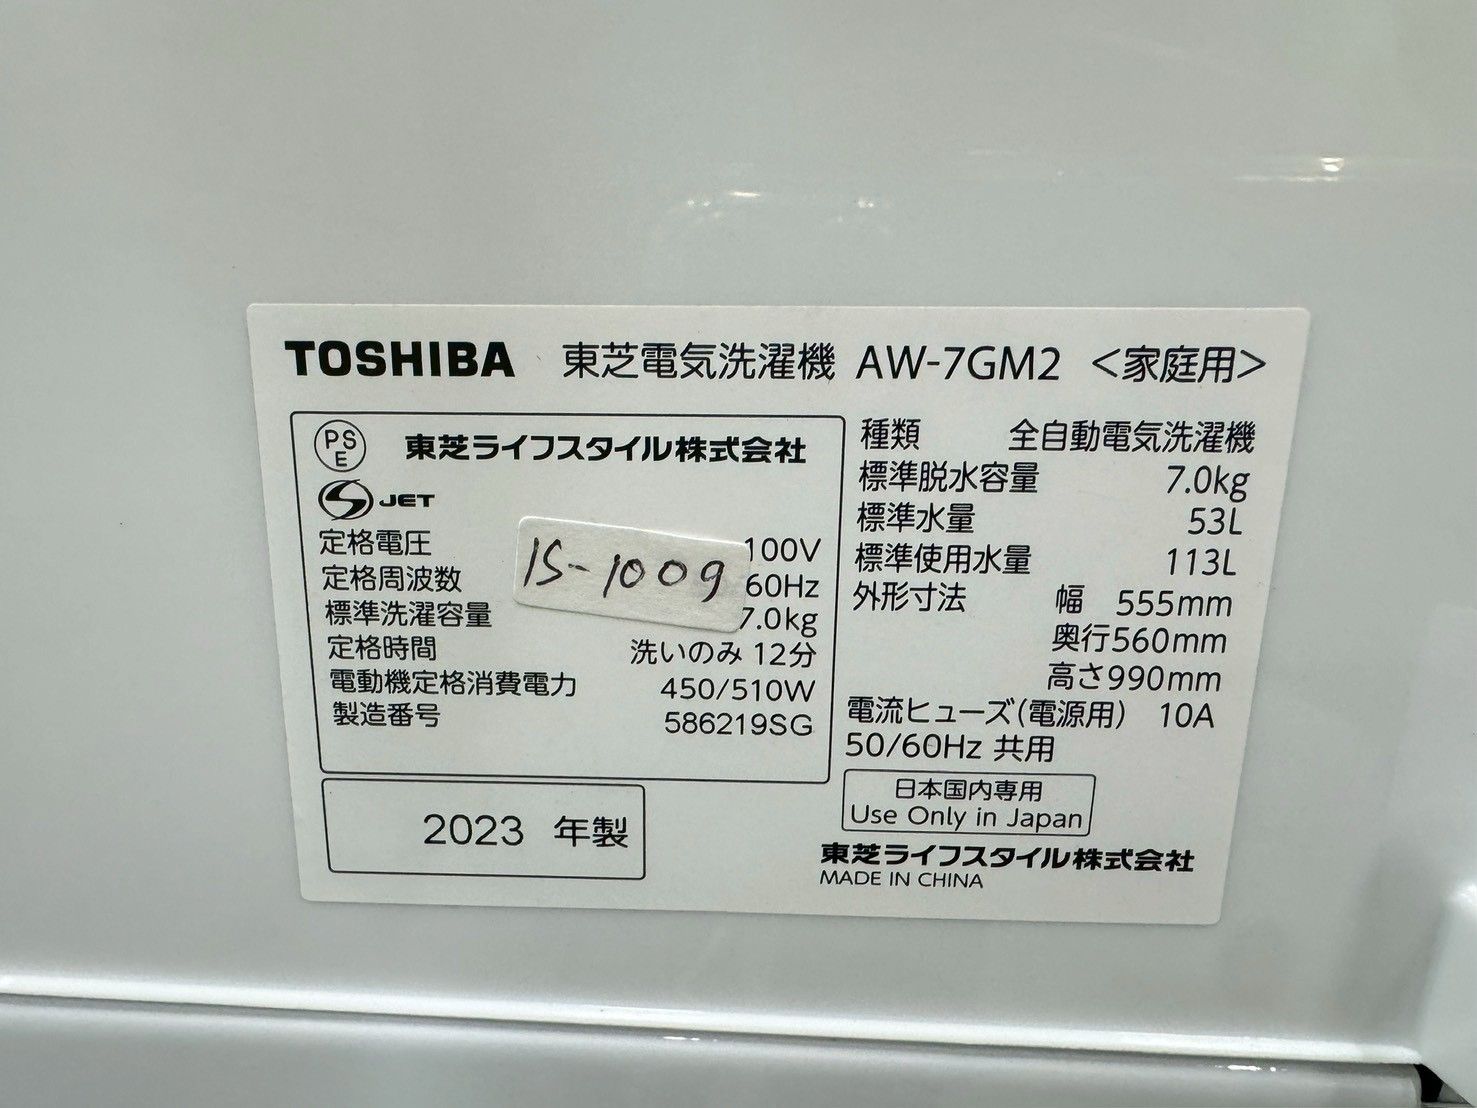 TOSHIBA 東芝電気洗濯機 AW-7GM2 <家庭用>
PSE 東芝ライフスタイル株式会社
S JET
定格電圧 100V
定格周波数 60Hz
標準洗濯容量 7.0kg
定格時間 洗いのみ 12分
電動機定格消費電力 450/510W
製造番号 586219SG
IS-1009
2023 年製
種類 全自動電気洗濯機
標準脱水容量 7.0kg
標準水量 53L
標準使用水量 113L
外形寸法 幅 555mm
奥行560mm
高さ990mm
電流ヒューズ(電源用) 10A
50/60Hz 共用
日本国内専用
Use Only in Japan
東芝ライフスタイル株式会社
MADE IN CHINA